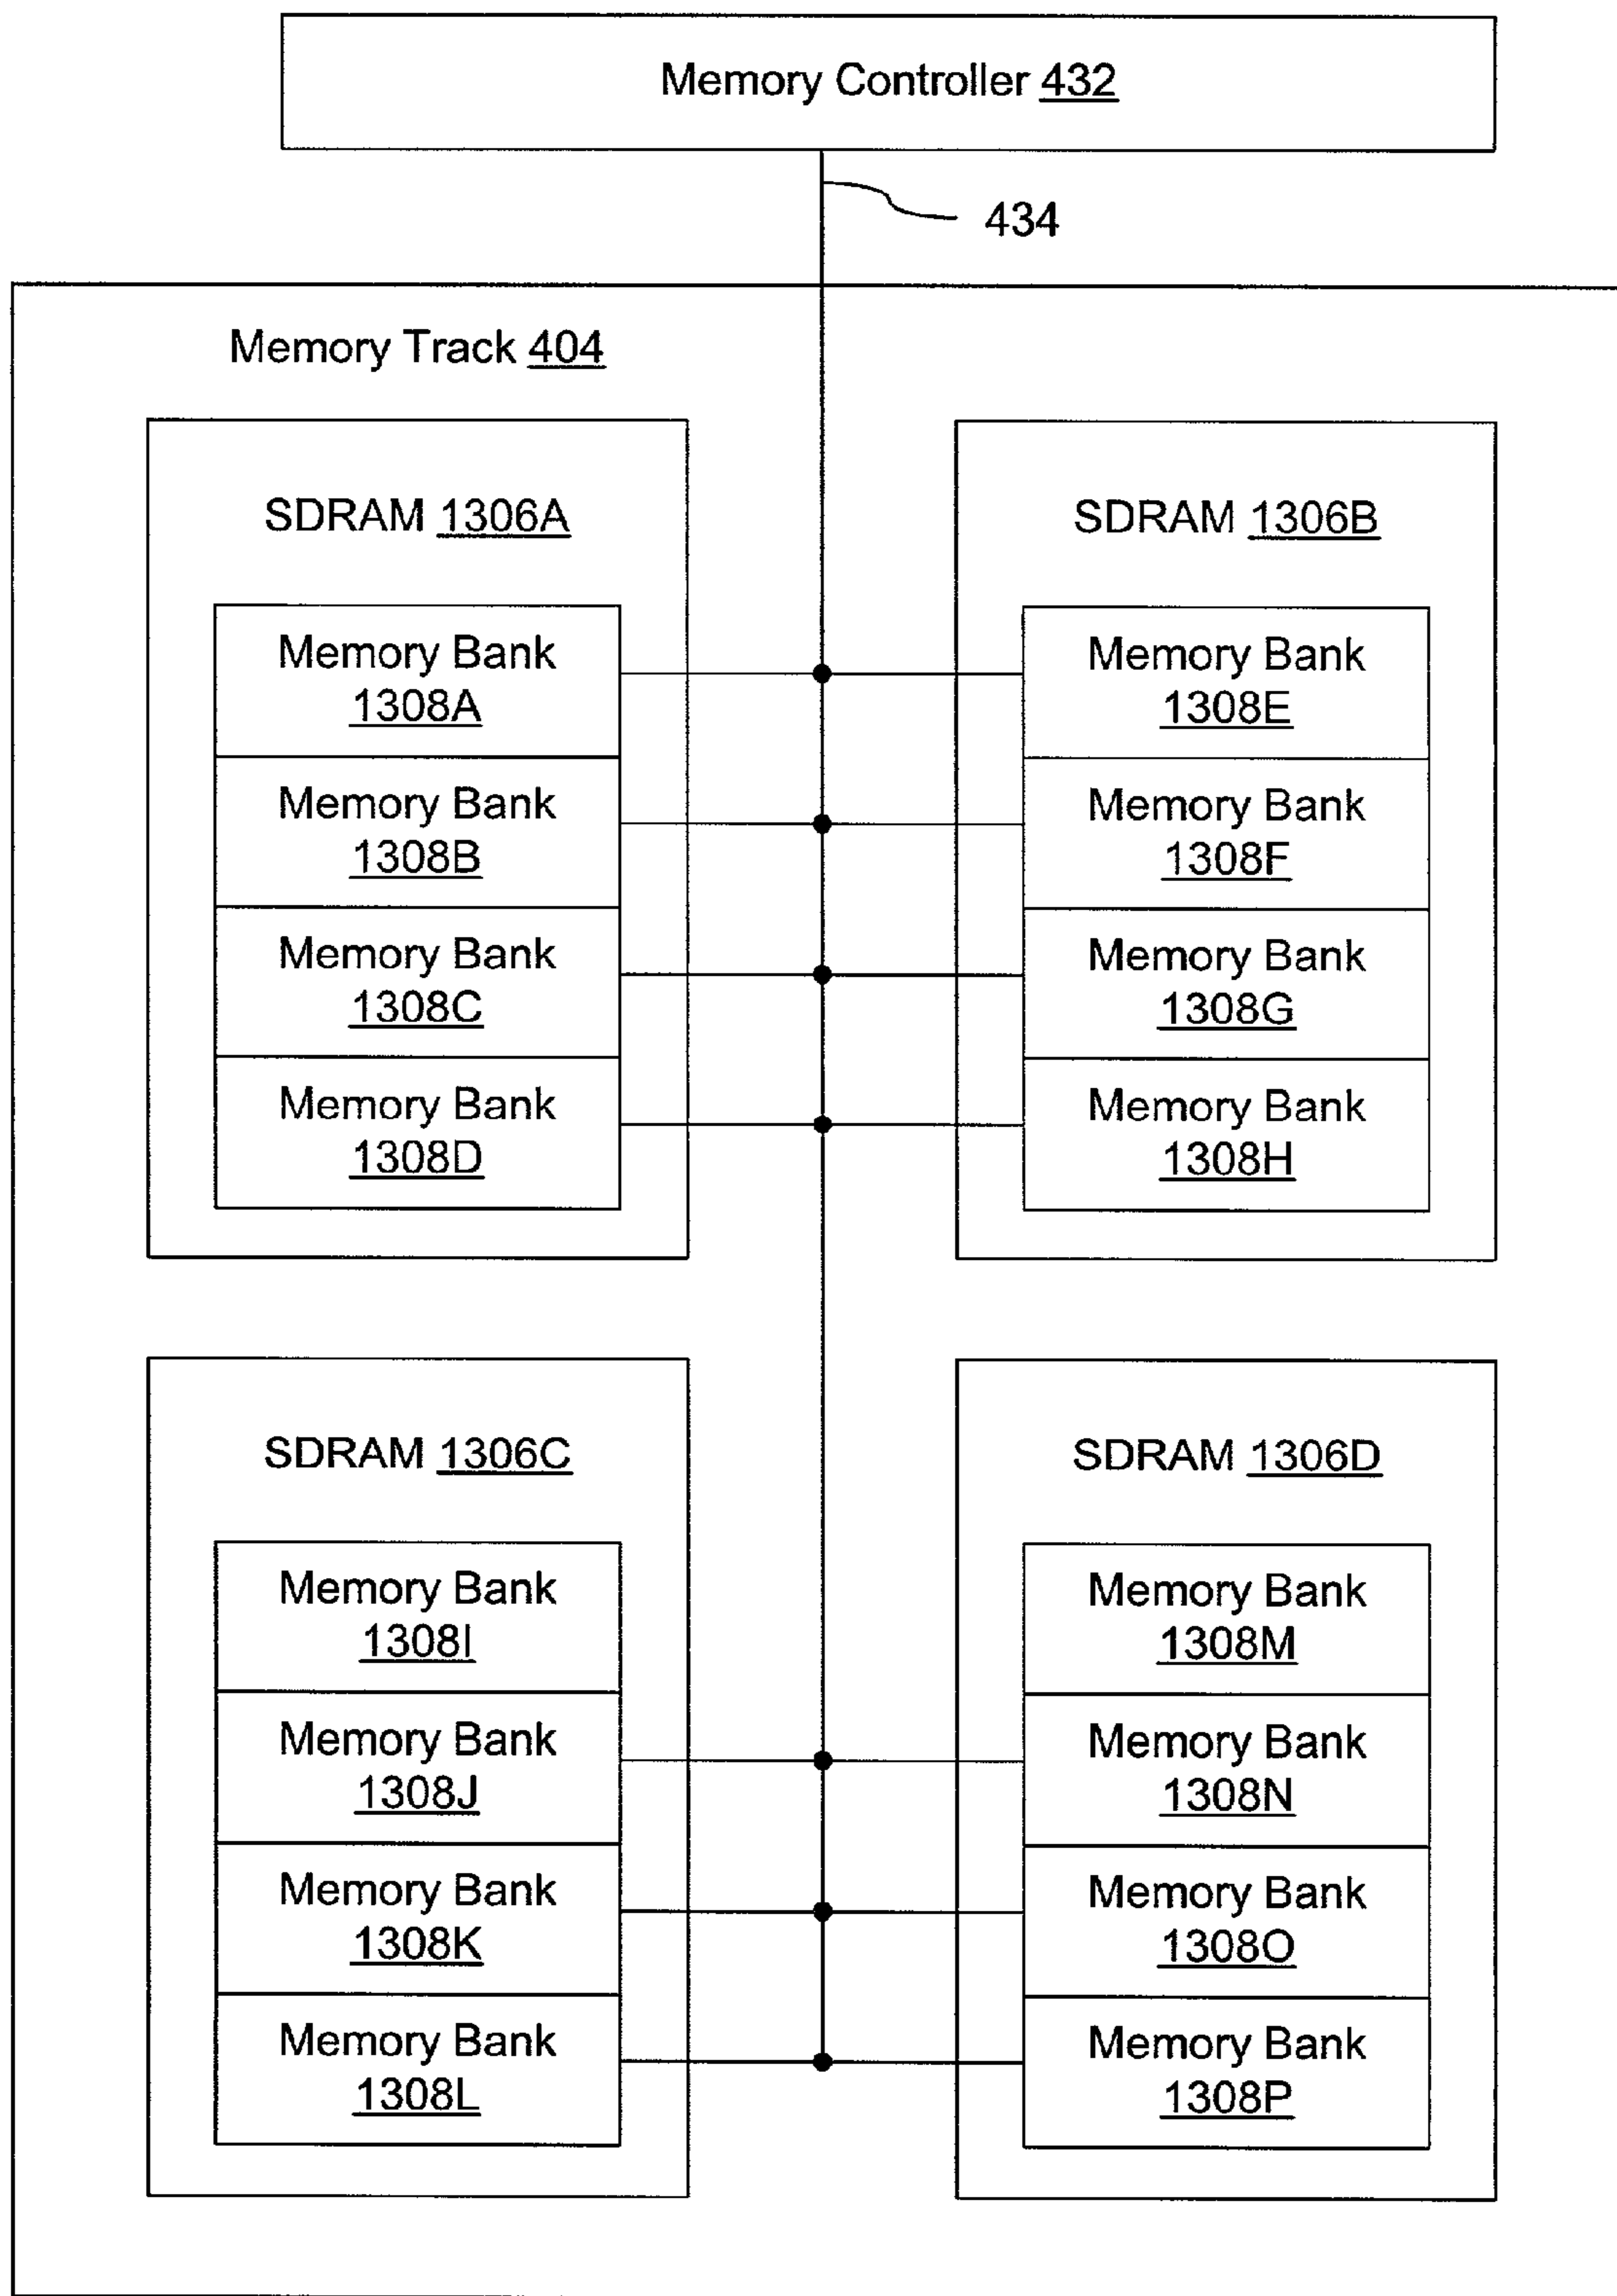 Memory Controller 432
434
Memory Track 404
SDRAM 1306A
Memory Bank
1308A
Memory Bank
1308B
Memory Bank
1308C
Memory Bank
1308D
SDRAM 1306B
Memory Bank
1308E
Memory Bank
1308F
Memory Bank
1308G
Memory Bank
1308H
SDRAM 1306C
Memory Bank
1308I
Memory Bank
1308J
Memory Bank
1308K
Memory Bank
1308L
SDRAM 1306D
Memory Bank
1308M
Memory Bank
1308N
Memory Bank
1308O
Memory Bank
1308P